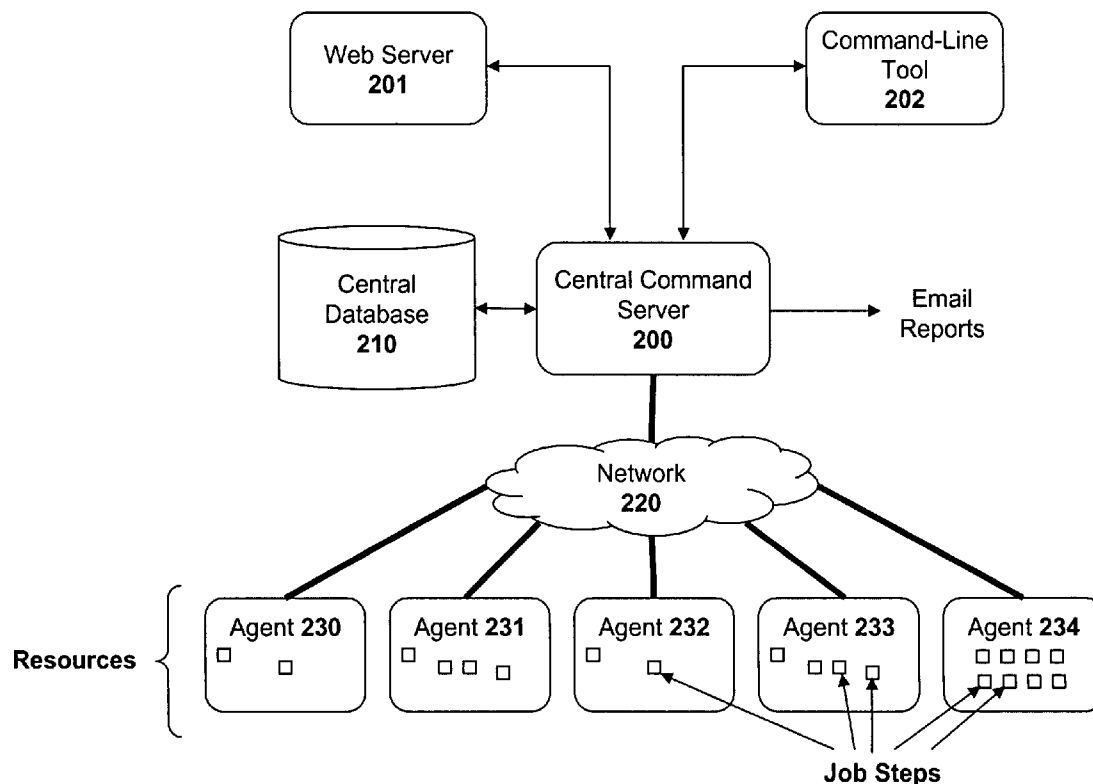 Web Server
201
Command-Line
Tool
202
Central
Database
210
Central Command
Server
200
Email
Reports
Network
220
Resources
Agent 230
Agent 231
Agent 232
Agent 233
Agent 234
Job Steps